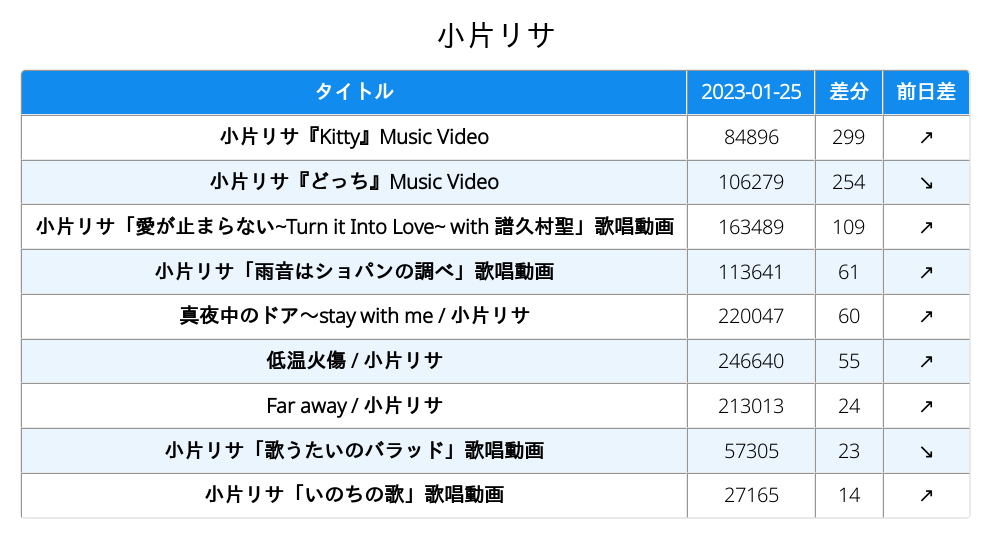 小片リサ
タイトル 2023-01-25 差分 前日差
小片リサ『Kitty』Music Video 84896 299 ↗
小片リサ『どっち』Music Video 106279 254 ↘
小片リサ「愛が止まらない~Turn it Into Love~ with 譜久村聖」歌唱動画 163489 109 ↗
小片リサ「雨音はショパンの調べ」歌唱動画 113641 61 ↗
真夜中のドア〜stay with me / 小片リサ 220047 60 ↗
低温火傷 / 小片リサ 246640 55 ↗
Far away / 小片リサ 213013 24 ↗
小片リサ「歌うたいのバラッド」歌唱動画 57305 23 ↘
小片リサ「いのちの歌」歌唱動画 27165 14 ↗